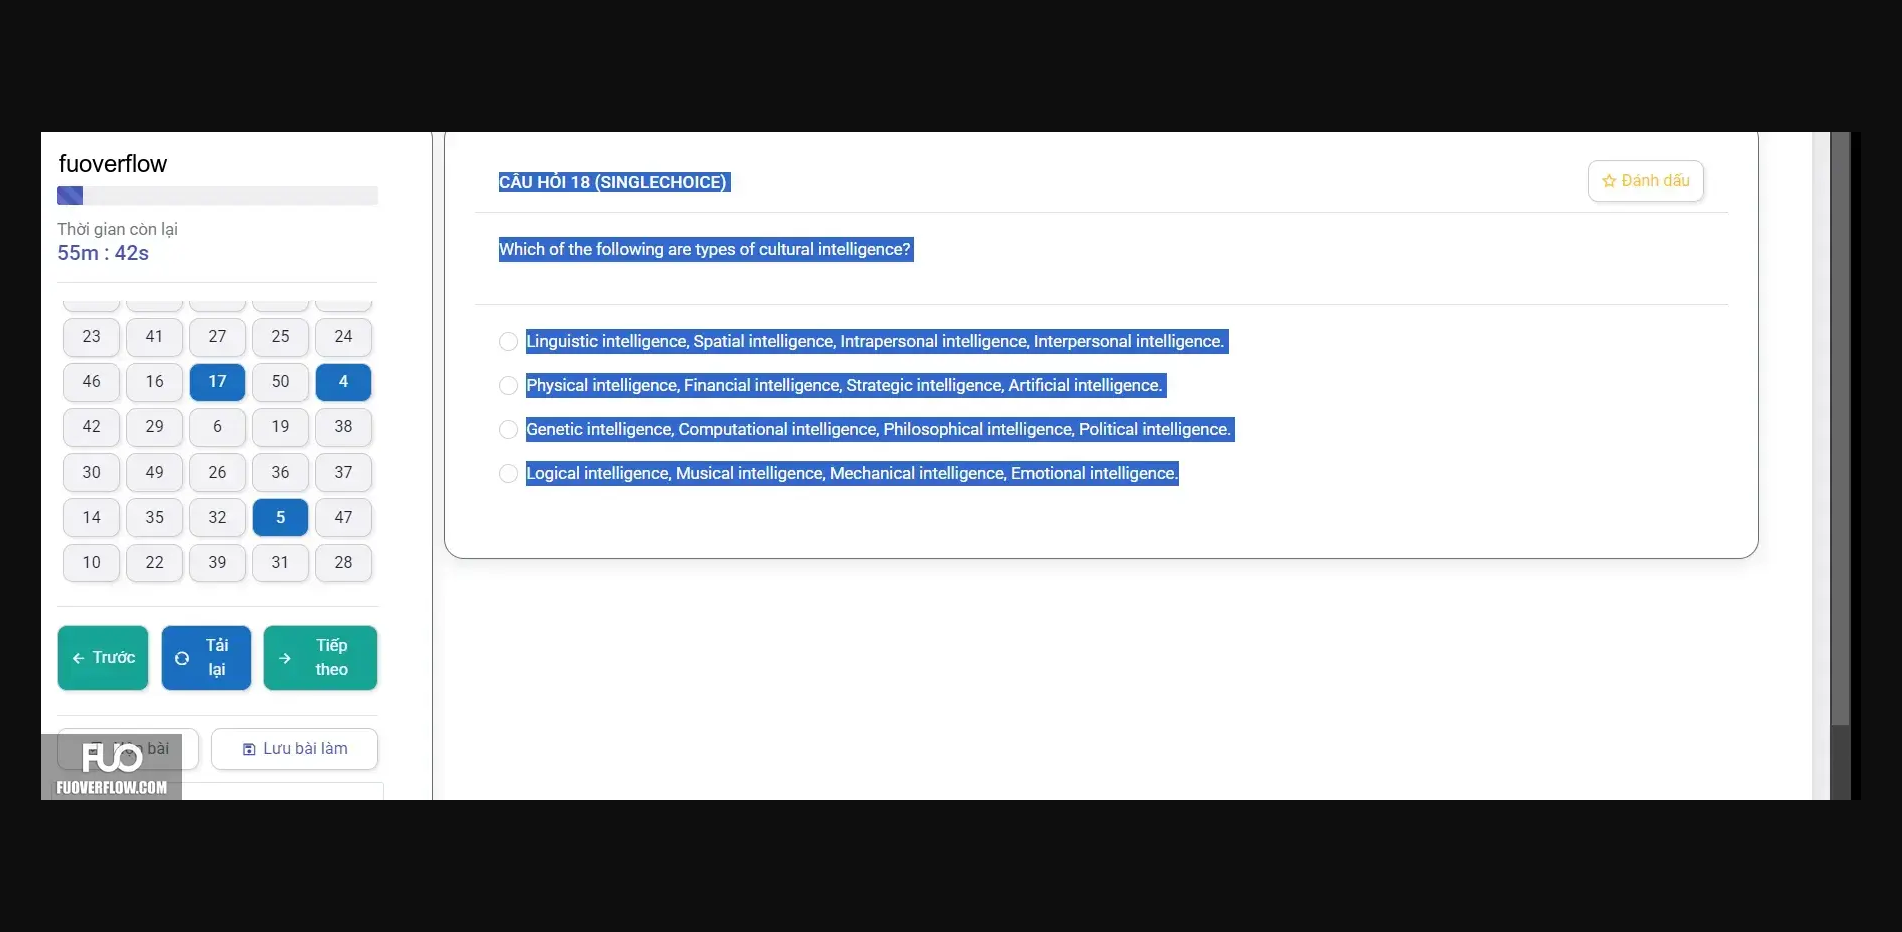 fuoverflow
Thời gian còn lại
55m : 42s
23 41 27 25 24
46 16 17 50 4
42 29 6 19 38
30 49 26 36 37
14 35 32 5 47
10 22 39 31 28
← Trước
Tải lại
→ Tiếp theo
bài
Lưu bài làm
FUO
FUOVERFLOW.COM
CÂU HỎI 18 (SINGLECHOICE)
☆ Đánh dấu
Which of the following are types of cultural intelligence?
Linguistic intelligence, Spatial intelligence, Intrapersonal intelligence, Interpersonal intelligence.
Physical intelligence, Financial intelligence, Strategic intelligence, Artificial intelligence.
Genetic intelligence, Computational intelligence, Philosophical intelligence, Political intelligence.
Logical intelligence, Musical intelligence, Mechanical intelligence, Emotional intelligence.